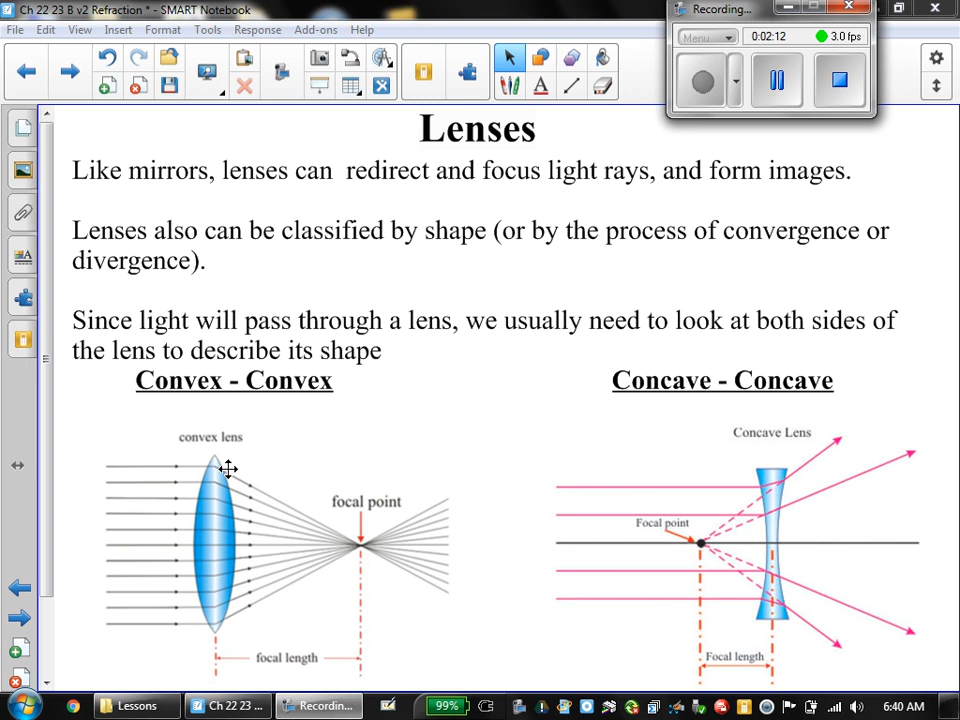 Ch 22 23 B v2 Refraction * - SMART Notebook
Recording...
File Edit View Insert Format Tools Response Add-ons Help
Menu 0:02:12 3.0 fps
Lenses
Like mirrors, lenses can redirect and focus light rays, and form images.
Lenses also can be classified by shape (or by the process of convergence or
divergence).
Since light will pass through a lens, we usually need to look at both sides of
the lens to describe its shape
Convex - Convex
Concave - Concave
convex lens
Concave Lens
focal point
Focal point
focal length
Focal length
Lessons
Ch 22 23 ...
Recordin...
99%
6:40 AM